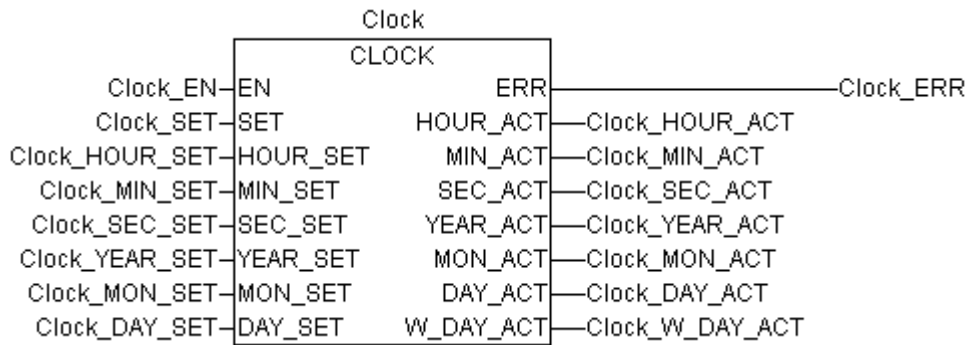 Clock
CLOCK
Clock_EN EN ERR Clock_ERR
Clock_SET SET HOUR_ACT Clock_HOUR_ACT
Clock_HOUR_SET HOUR_SET MIN_ACT Clock_MIN_ACT
Clock_MIN_SET MIN_SET SEC_ACT Clock_SEC_ACT
Clock_SEC_SET SEC_SET YEAR_ACT Clock_YEAR_ACT
Clock_YEAR_SET YEAR_SET MON_ACT Clock_MON_ACT
Clock_MON_SET MON_SET DAY_ACT Clock_DAY_ACT
Clock_DAY_SET DAY_SET W_DAY_ACT Clock_W_DAY_ACT